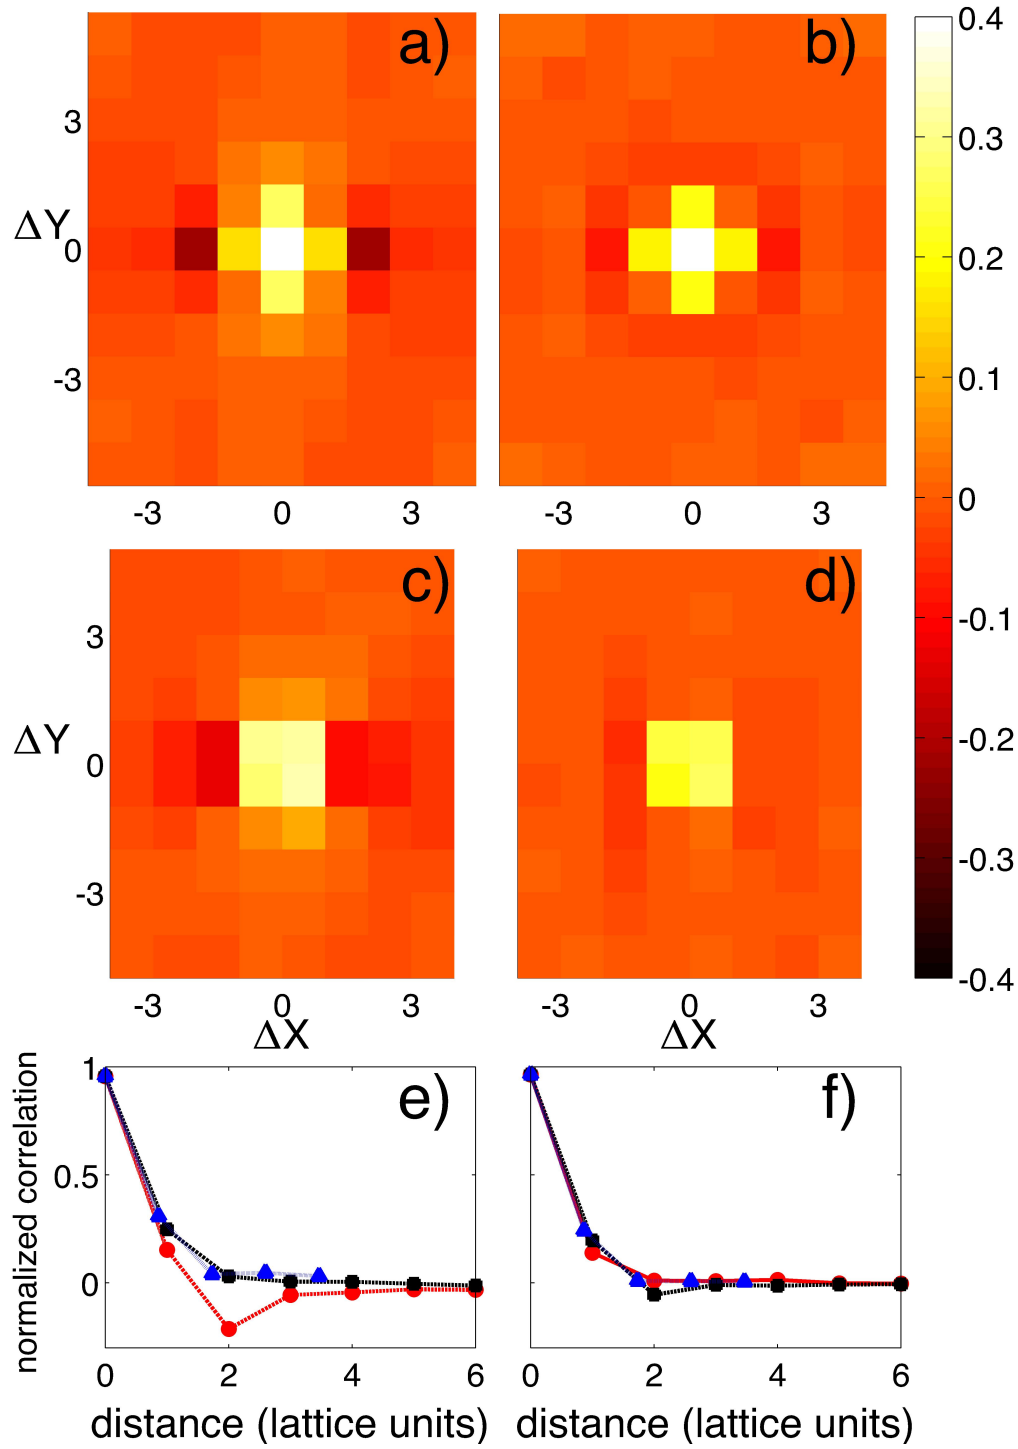 a) b) 0.4
3 0.3
ΔY 0 0.2
-3 0.1
-3 0 3 -3 0 3 0
c) d) -0.1
3
ΔY 0 -0.2
-3 -0.3
-0.4
-3 0 3 -3 0 3
ΔX ΔX
1 e) f)
normalized correlation
0.5
0
0 2 4 6 0 2 4 6
distance (lattice units) distance (lattice units)